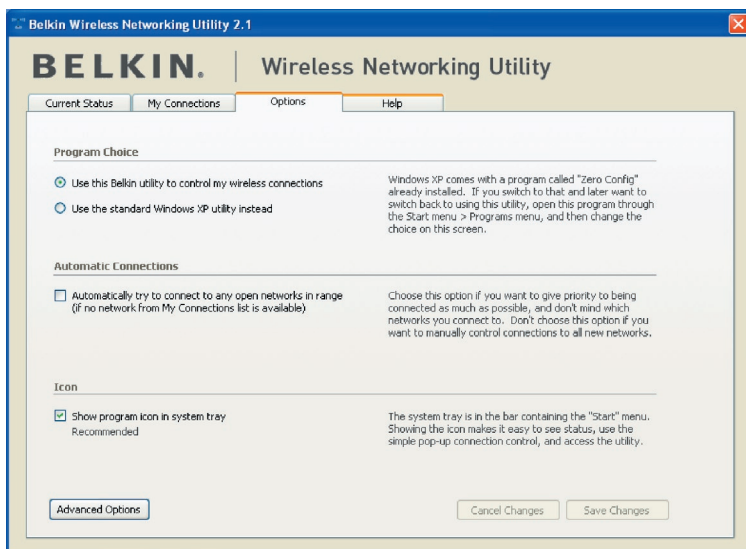 Belkin Wireless Networking Utility 2.1
BELKIN. | Wireless Networking Utility
Current Status
My Connections
Options
Help
Program Choice
Use this Belkin utility to control my wireless connections
Use the standard Windows XP utility instead
Windows XP comes with a program called "Zero Config"
already installed. If you switch to that and later want to
switch back to using this utility, open this program through
the Start menu > Programs menu, and then change the
choice on this screen.
Automatic Connections
Automatically try to connect to any open networks in range
(if no network from My Connections list is available)
Choose this option if you want to give priority to being
connected as much as possible, and don't mind which
networks you connect to. Don't choose this option if you
want to manually control connections to all new networks.
Icon
Show program icon in system tray
Recommended
The system tray is in the bar containing the "Start" menu.
Showing the icon makes it easy to see status, use the
simple pop-up connection control, and access the utility.
Advanced Options
Cancel Changes
Save Changes